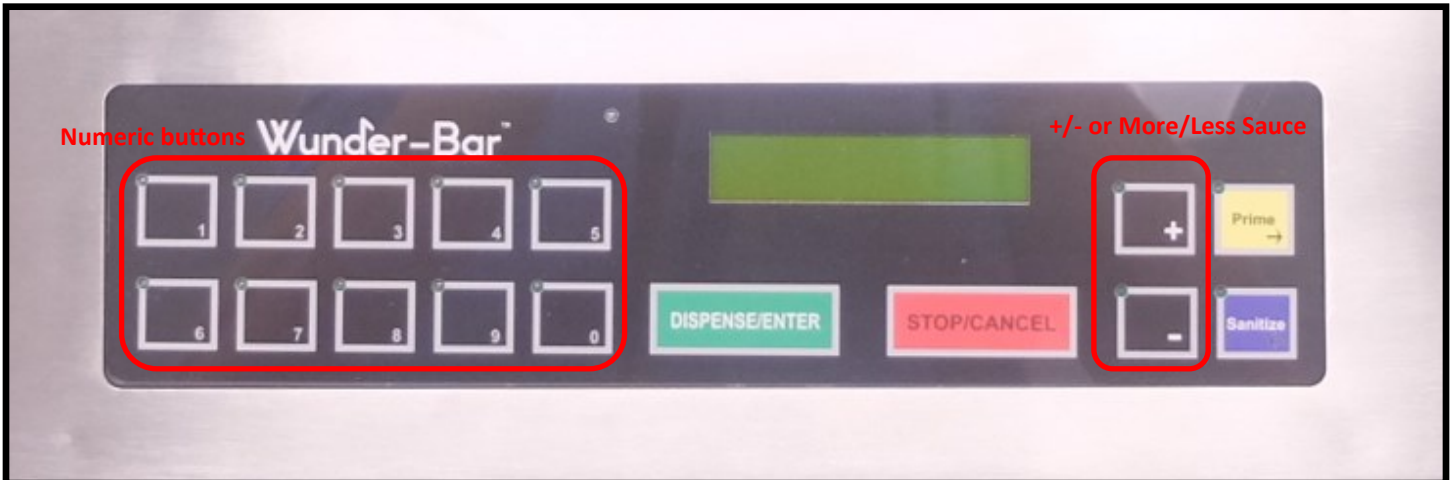 Numeric buttons
Wunder-Bar™
+/- or More/Less Sauce
1 2 3 4 5
+
Prime
→
6 7 8 9 0
DISPENSE/ENTER
STOP/CANCEL
-
Sanitize